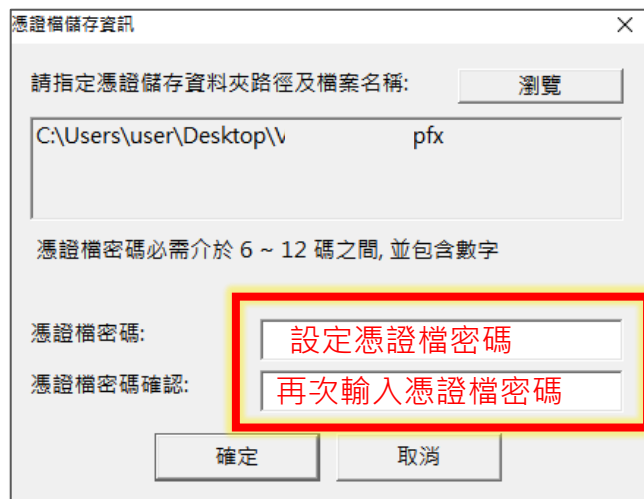 憑證檔儲存資訊
請指定憑證儲存資料夾路徑及檔案名稱:
瀏覽
C:\Users\user\Desktop\V pfx
憑證檔密碼必需介於 6 ~ 12 碼之間, 並包含數字
憑證檔密碼: 設定憑證檔密碼
憑證檔密碼確認: 再次輸入憑證檔密碼
確定 取消